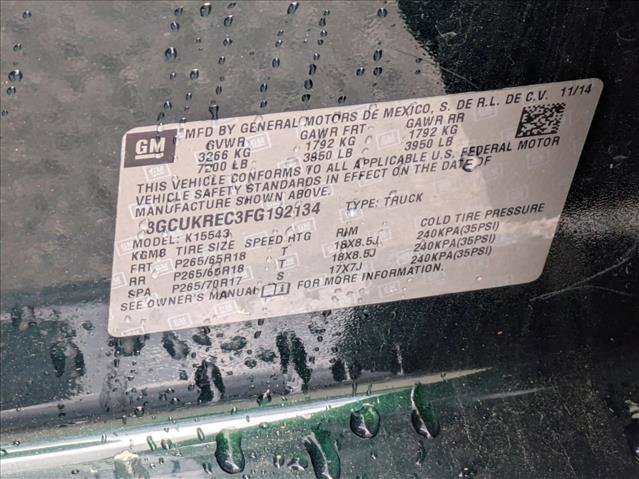 GM
MFD BY GENERAL MOTORS DE MEXICO, S. DE R.L. DE C.V. 11/14
GVWR GAWR FRT GAWR RR
3266 KG 1792 KG 1792 KG
7200 LB 3950 LB 3950 LB
THIS VEHICLE CONFORMS TO ALL APPLICABLE U.S. FEDERAL MOTOR
VEHICLE SAFETY STANDARDS IN EFFECT ON THE DATE OF
MANUFACTURE SHOWN ABOVE.
3GCUKREC3FG192134 TYPE: TRUCK
MODEL: K15543
KGM8 TIRE SIZE SPEED RTG RIM COLD TIRE PRESSURE
FRT P265/65R18 T 18X8.5J 240KPA(35PSI)
RR P265/65R18 T 18X8.5J 240KPA(35PSI)
SPA P265/70R17 S 17X7J 240KPA(35PSI)
SEE OWNER'S MANUAL FOR MORE INFORMATION.